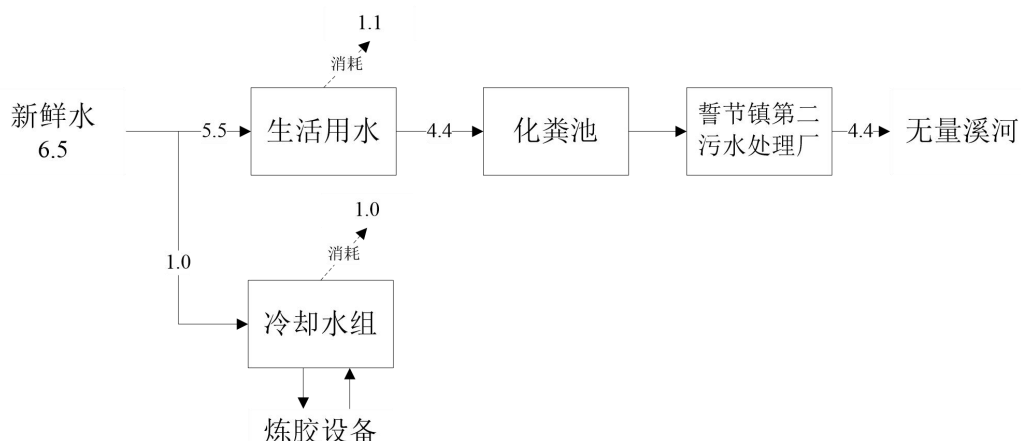 1.1
消耗
新鲜水
6.5
5.5
生活用水
4.4
化粪池
誓节镇第二
污水处理厂
4.4
无量溪河
1.0
消耗
1.0
冷却水组
炼胶设备